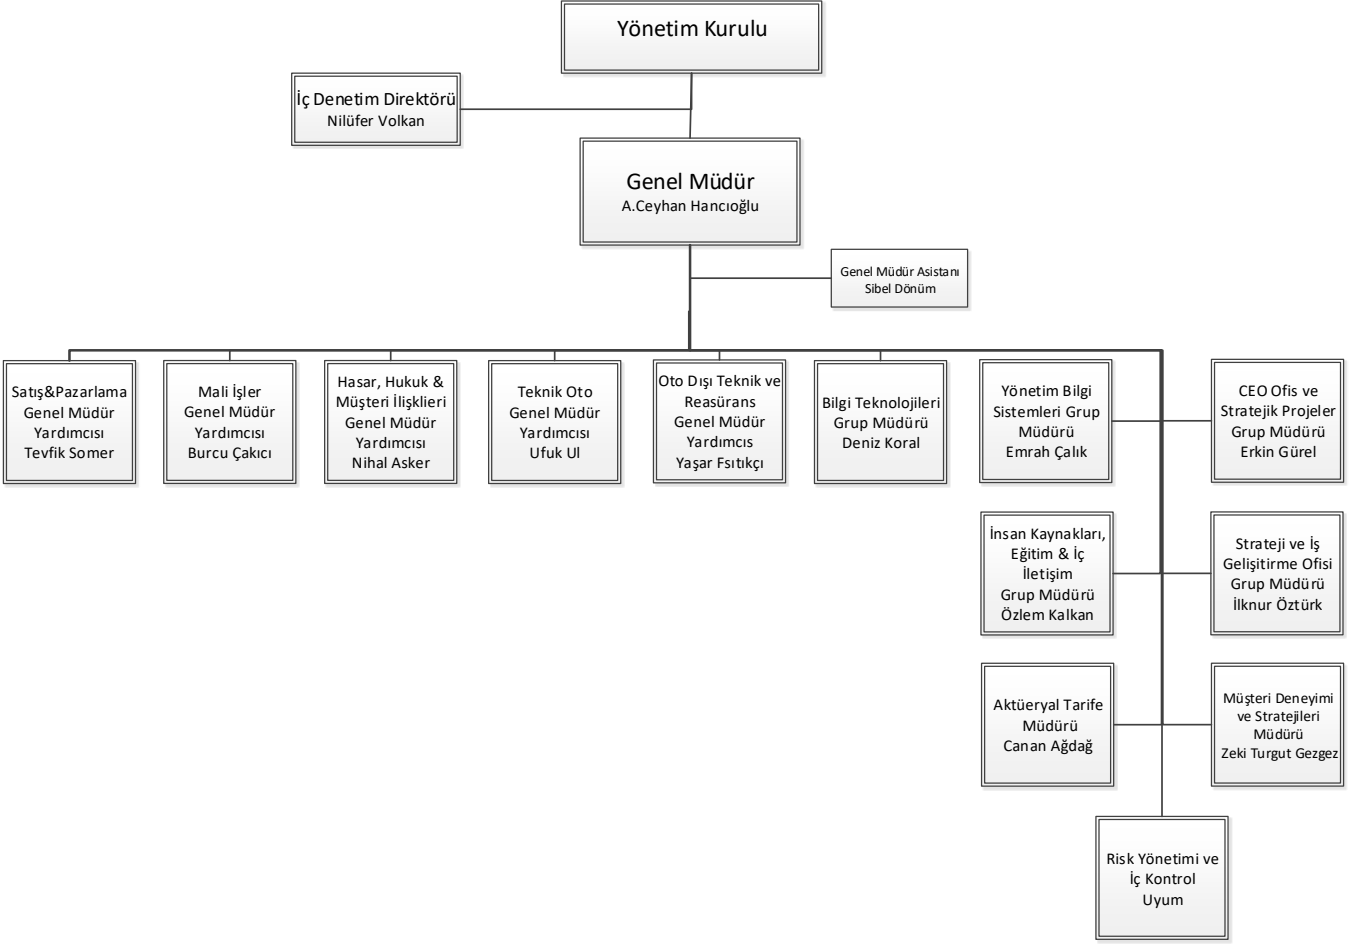 Yönetim Kurulu
İç Denetim Direktörü
Nilüfer Volkan
Genel Müdür
A.Ceyhan Hancıoğlu
Genel Müdür Asistanı
Sibel Dönüm
Satış&Pazarlama
Genel Müdür
Yardımcısı
Tevfik Somer
Mali İşler
Genel Müdür
Yardımcısı
Burcu Çakıcı
Hasar, Hukuk &
Müşteri İlişklieri
Genel Müdür
Yardımcısı
Nihal Asker
Teknik Oto
Genel Müdür
Yardımcısı
Ufuk Ul
Oto Dışı Teknik ve
Reasürans
Genel Müdür
Yardımcıs
Yaşar Fsıtıkçı
Bilgi Teknolojileri
Grup Müdürü
Deniz Koral
Yönetim Bilgi
Sistemleri Grup
Müdürü
Emrah Çalık
CEO Ofis ve
Stratejik Projeler
Grup Müdürü
Erkin Gürel
İnsan Kaynakları,
Eğitim & İç
İletişim
Grup Müdürü
Özlem Kalkan
Strateji ve İş
Gelişitirme Ofisi
Grup Müdürü
İlknur Öztürk
Aktüeryal Tarife
Müdürü
Canan Ağdağ
Müşteri Deneyimi
ve Stratejileri
Müdürü
Zeki Turgut Gezgez
Risk Yönetimi ve
İç Kontrol
Uyum